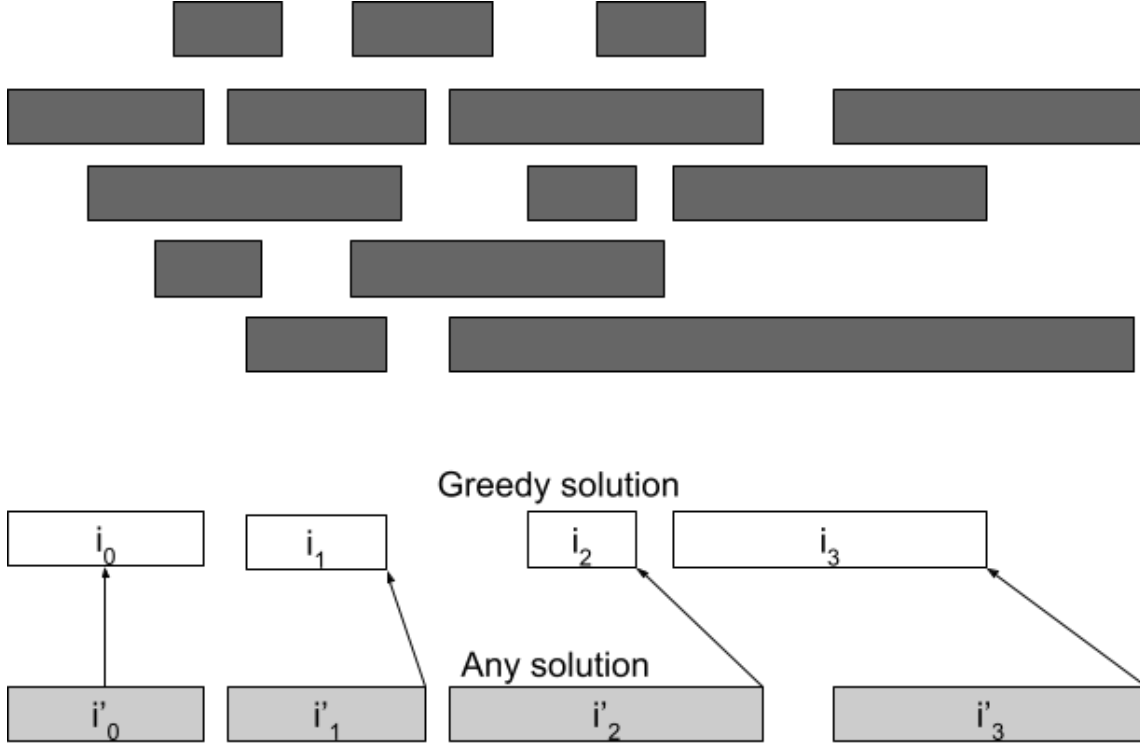 Greedy solution
i₀ i₁ i₂ i₃
Any solution
i'₀ i'₁ i'₂ i'₃